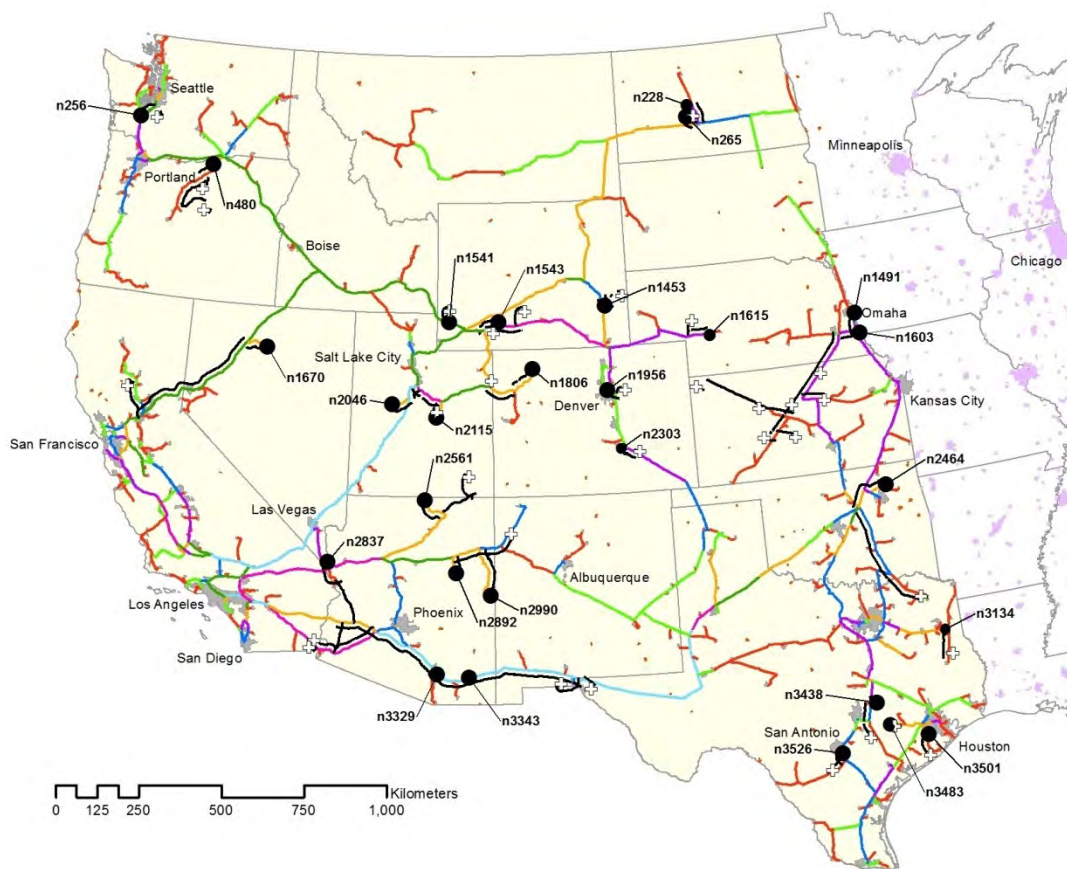 Seattle
n256
n228
n265
Minneapolis
Portland
n480
Boise
Chicago
n1541
n1543
n1453
n1491
Omaha
n1615
n1603
Salt Lake City
n1670
n1806
n1956
n2046
Denver
n2115
Kansas City
San Francisco
n2303
n2464
n2561
Las Vegas
n2837
Albuquerque
Los Angeles
Phoenix
n2990
n2892
n3134
San Diego
n3329
n3343
n3438
San Antonio
n3526
Houston
n3501
n3483
Kilometers
0 125 250 500 750 1,000